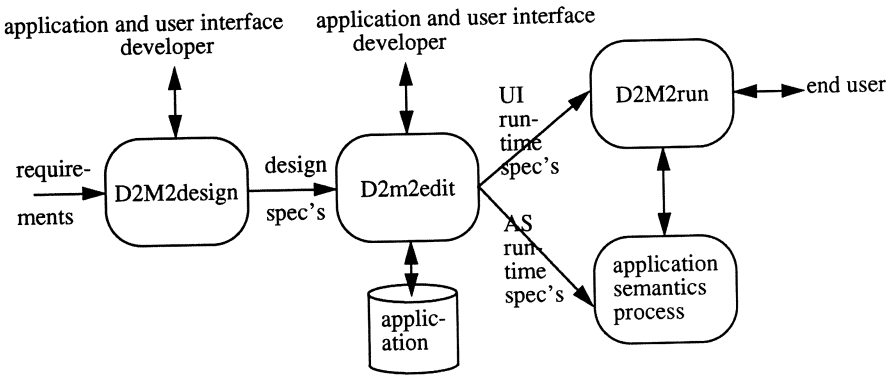 application and user interface
developer
application and user interface
developer
require-
ments
D2M2design
design
spec's
D2m2edit
UI
run-
time
spec's
D2M2run
end user
AS
run-
time
spec's
application
semantics
process
applic-
ation